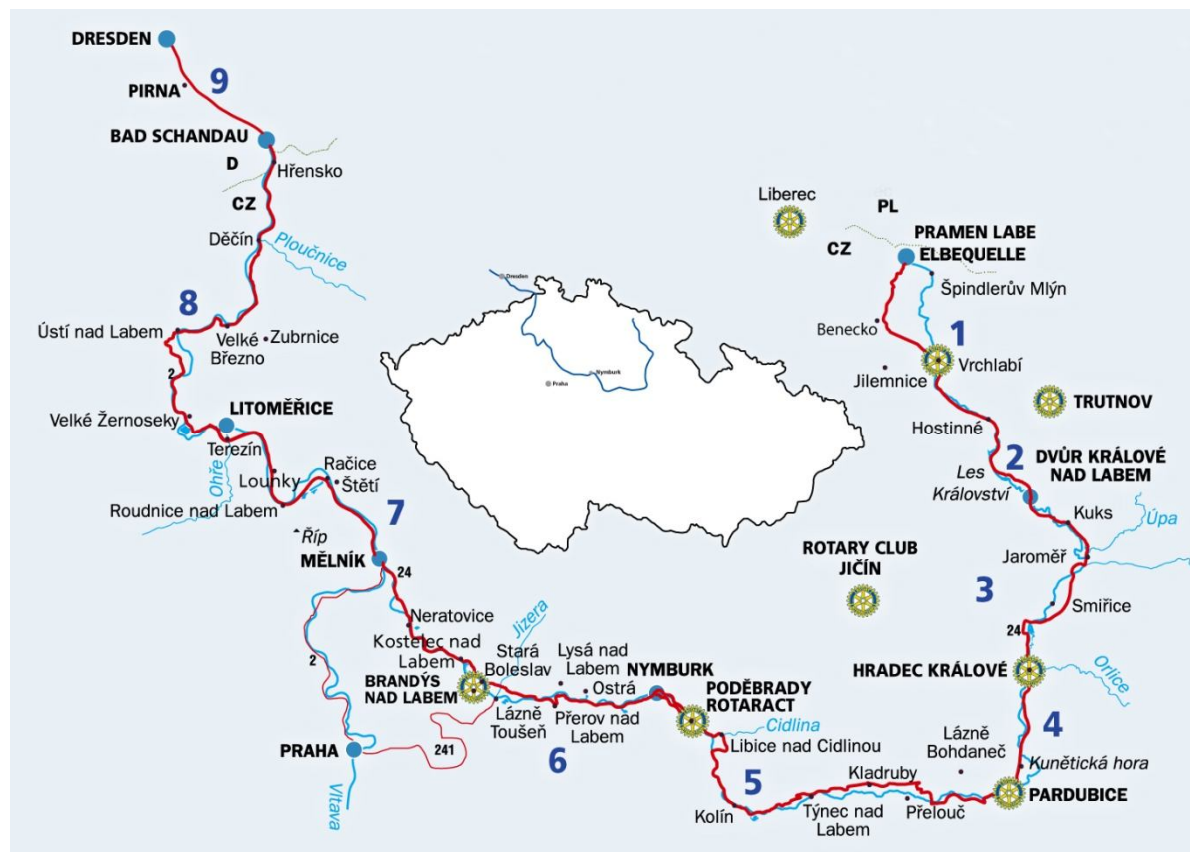 DRESDEN
9
PIRNA
BAD SCHANDAU
D
Hřensko
CZ
Děčín
Ploučnice
8
Ústí nad Labem
Velké
Březno
Zubrnice
2
Velké Žernoseky
LITOMĚŘICE
Terezín
Ohře
Lounky
Račice
Štětí
Roudnice nad Labem
7
Říp
MĚLNÍK
24
Neratovice
Kostelec nad
Labem
Stará
Boleslav
Jizera
BRANDÝS
NAD LABEM
Lázně
Toušeň
2
PRAHA
241
Vltava
Lysá nad
Labem
Ostrá
Přerov nad
Labem
6
NYMBURK
PODĚBRADY
ROTARACT
Cidlina
Libice nad Cidlinou
5
Kolín
Týnec nad
Labem
Kladruby
Přelouč
Lázně
Bohdaneč
Kunětická hora
PARDUBICE
4
HRADEC KRÁLOVÉ
Orlice
24
Smiřice
3
Jaroměř
Úpa
Kuks
ROTARY CLUB
JIČÍN
DVŮR KRÁLOVÉ
NAD LABEM
Les
Království
2
Hostinné
TRUTNOV
Jilemnice
Vrchlabí
1
Benecko
Špindlerův Mlýn
PRAMEN LABE
ELBEQUELLE
CZ
PL
Liberec
Dresden
Nymburk
Praha